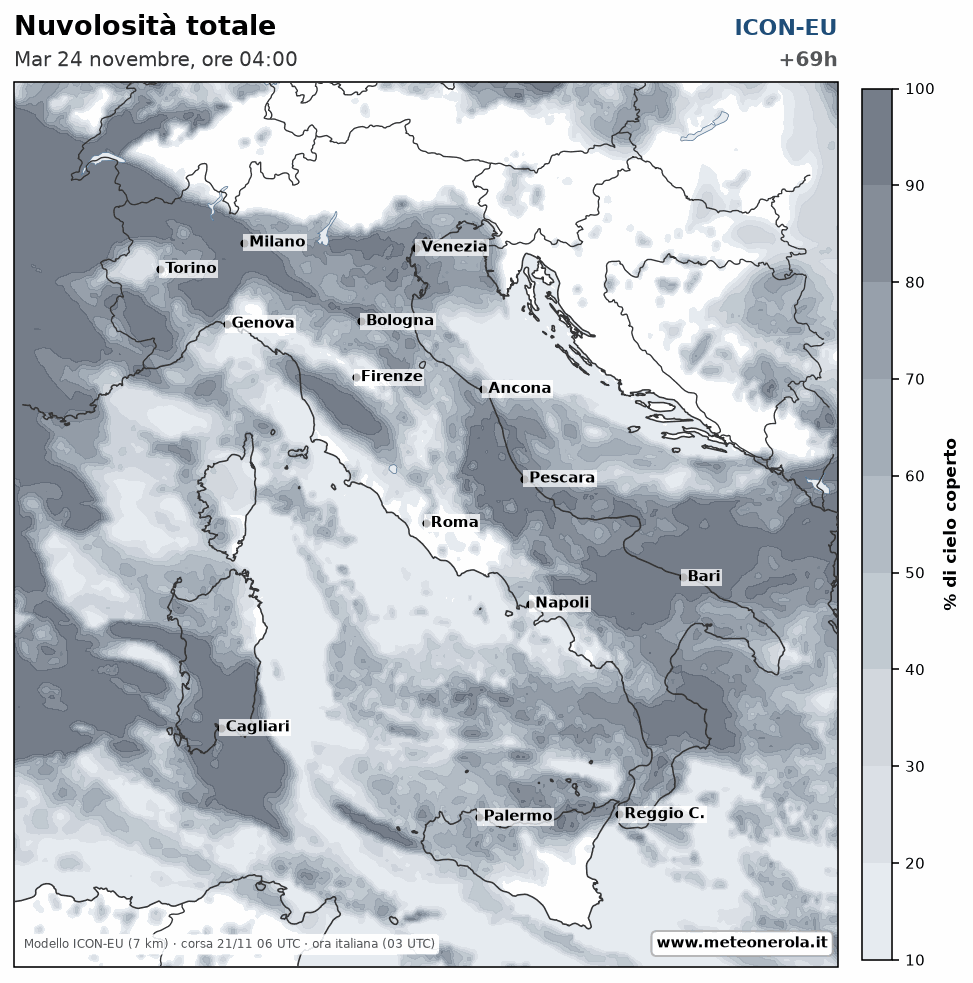 Nuvolosità totale
ICON-EU
Mar 24 novembre, ore 04:00
+69h
100
90
80
70
60
50
40
30
20
10
% di cielo coperto
Milano
Venezia
Torino
Genova
Bologna
Firenze
Ancona
Pescara
Roma
Bari
Napoli
Cagliari
Palermo
Reggio C.
Modello ICON-EU (7 km) · corsa 21/11 06 UTC · ora italiana (03 UTC)
www.meteonerola.it